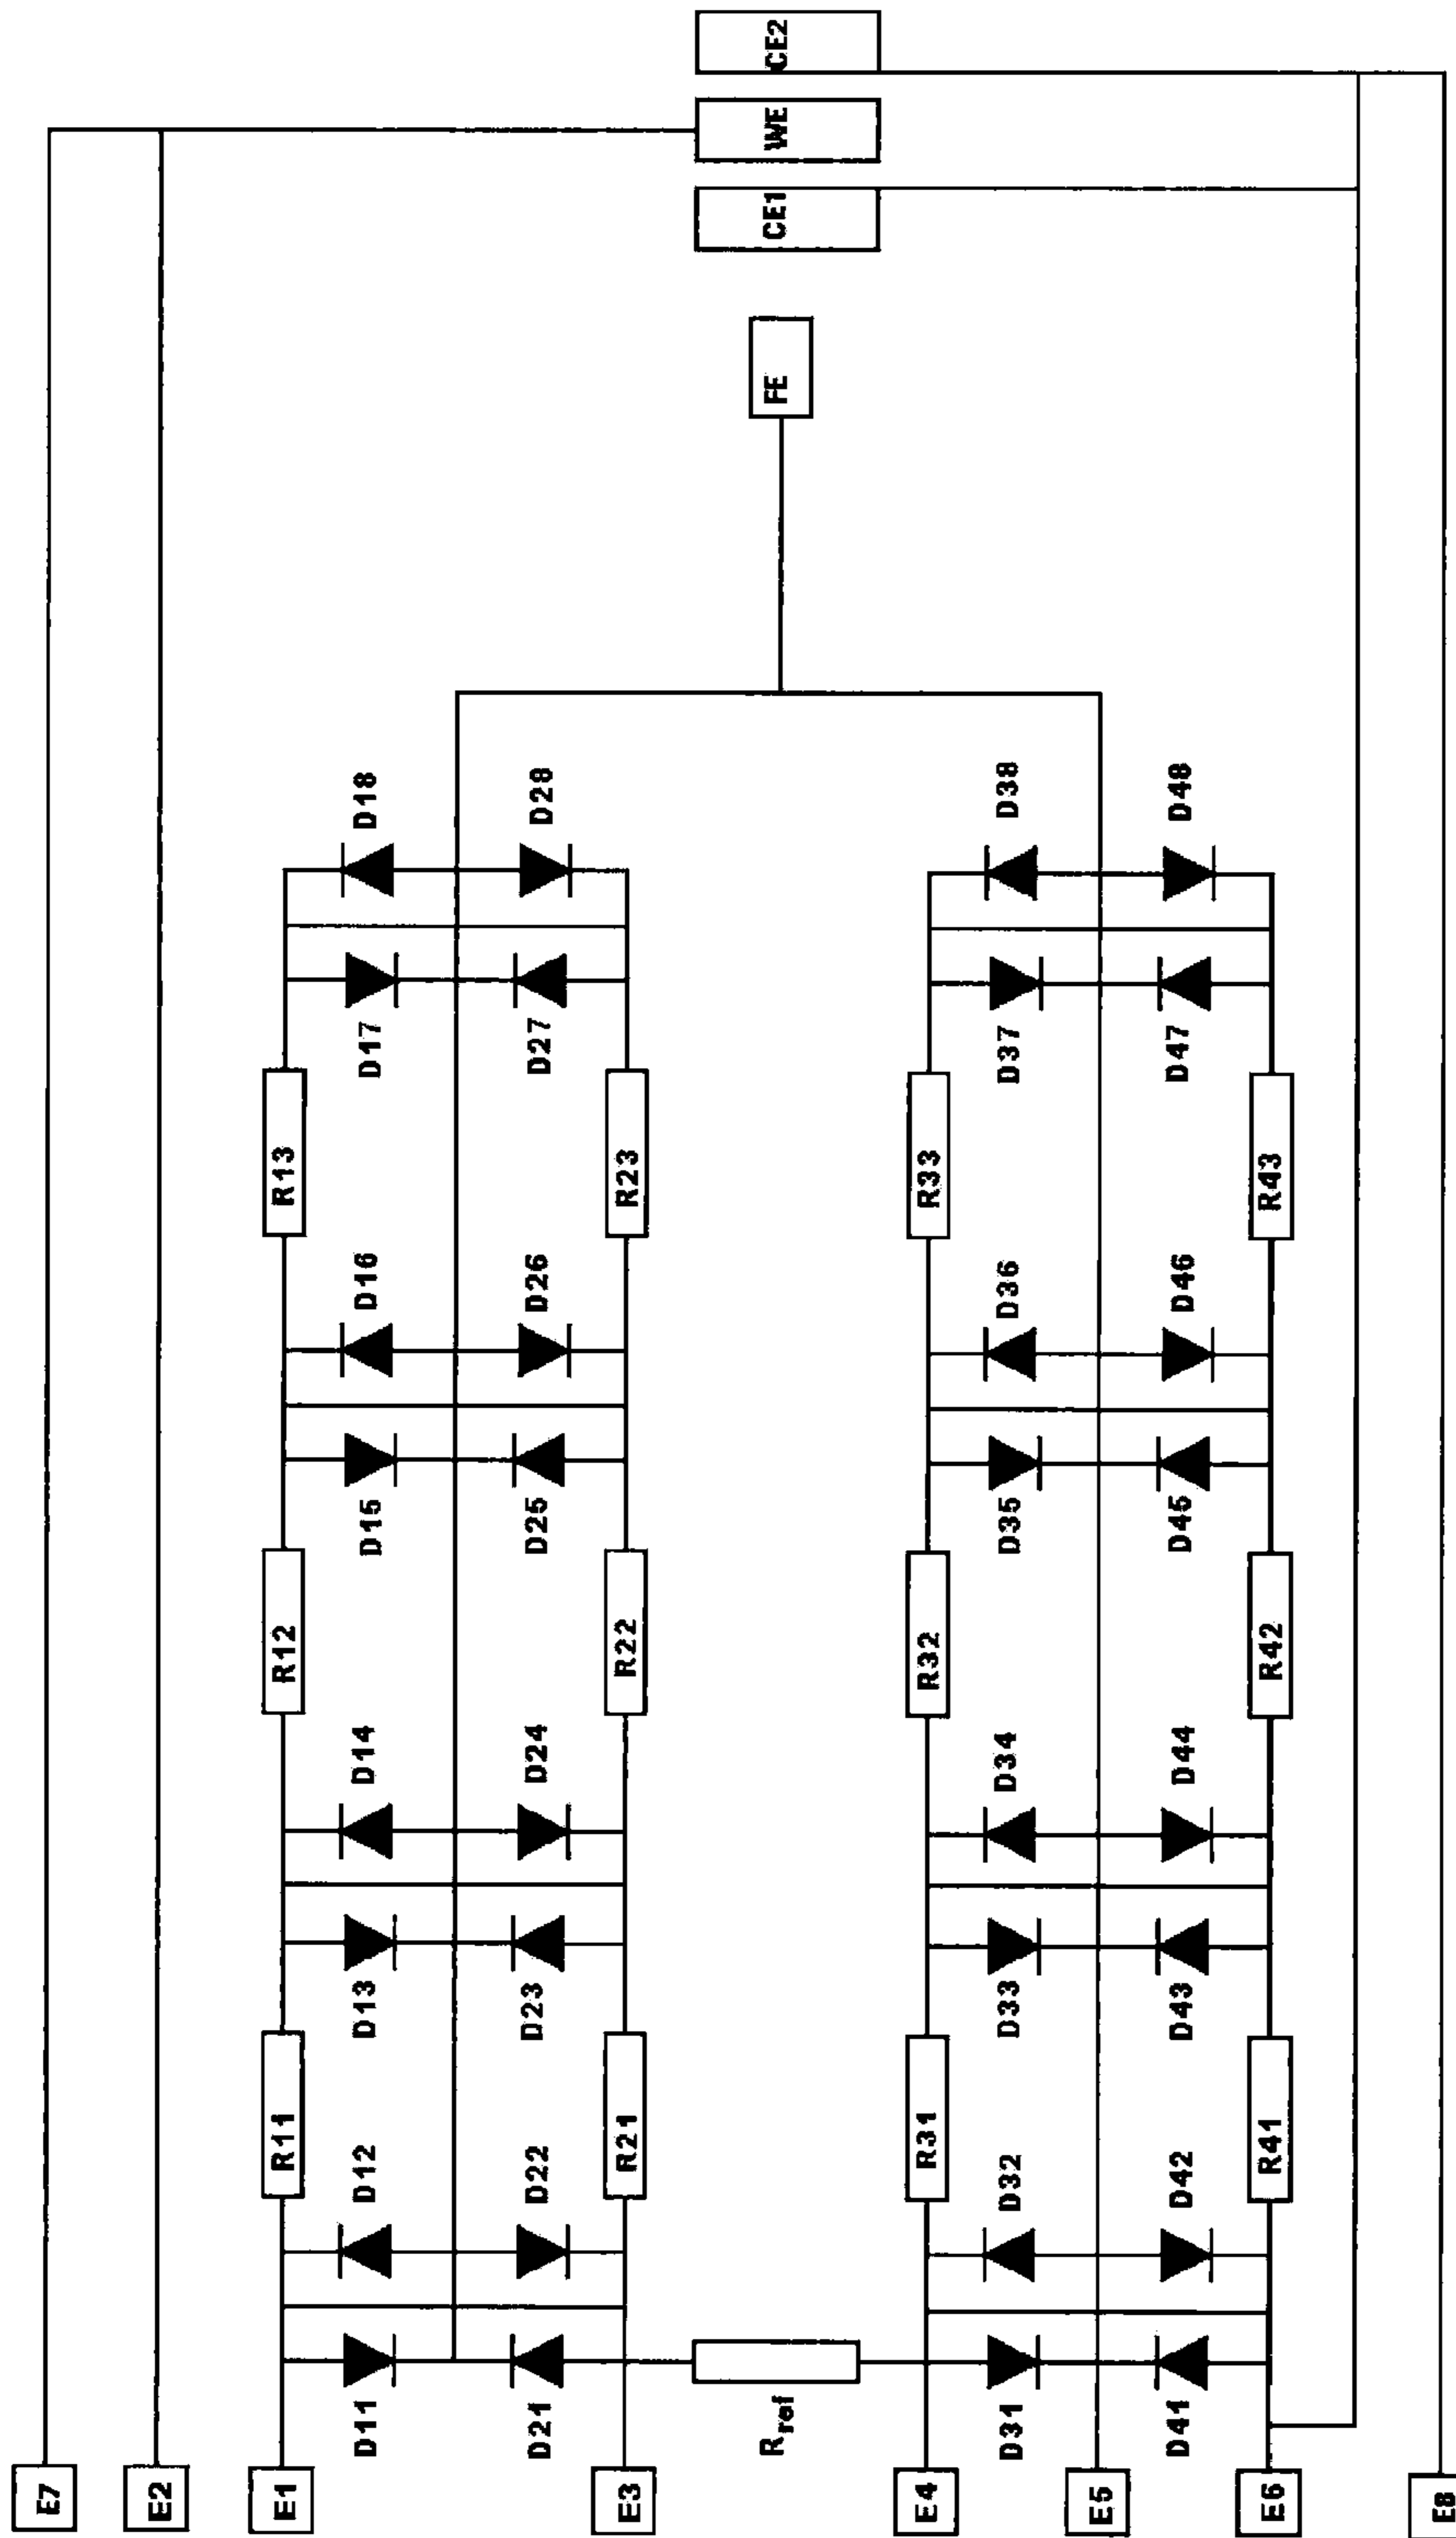 E7
E2
E1 R11 R12 R13
D11 D12 D13 D14 D15 D16 D17 D18
D21 D22 D23 D24 D25 D26 D27 D28
E3 R21 R22 R23
Rref FE CE1 WE CE2
E4 R31 R32 R33
D31 D32 D33 D34 D35 D36 D37 D38
E5
D41 D42 D43 D44 D45 D46 D47 D48
E6 R41 R42 R43
E8